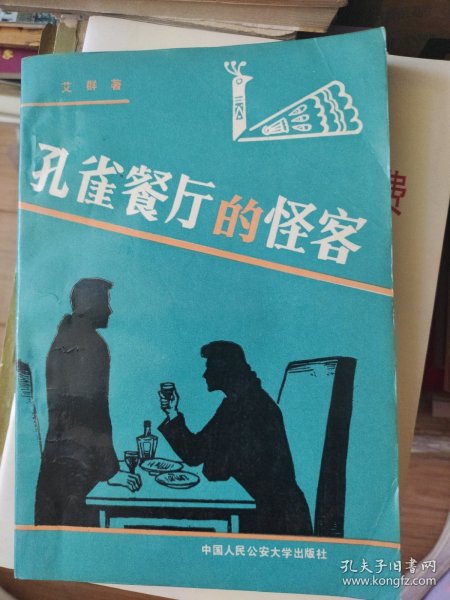 艾群 著
孔雀餐厅的怪客
费
中国人民公安大学出版社
孔夫子旧书网
www.kongfz.com